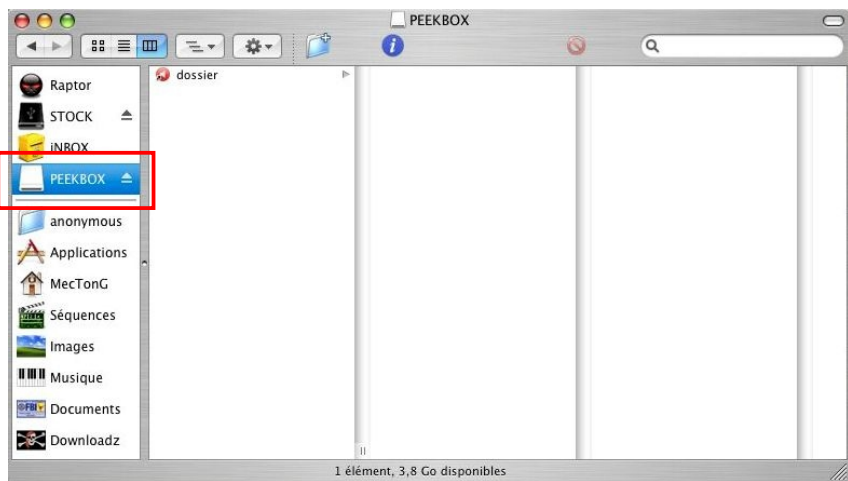 PEEKBOX
Raptor
dossier
STOCK
iNBOX
PEEKBOX
anonymous
Applications
MecTonG
Séquences
Images
Musique
Documents
Downloadz
1 élément, 3,8 Go disponibles